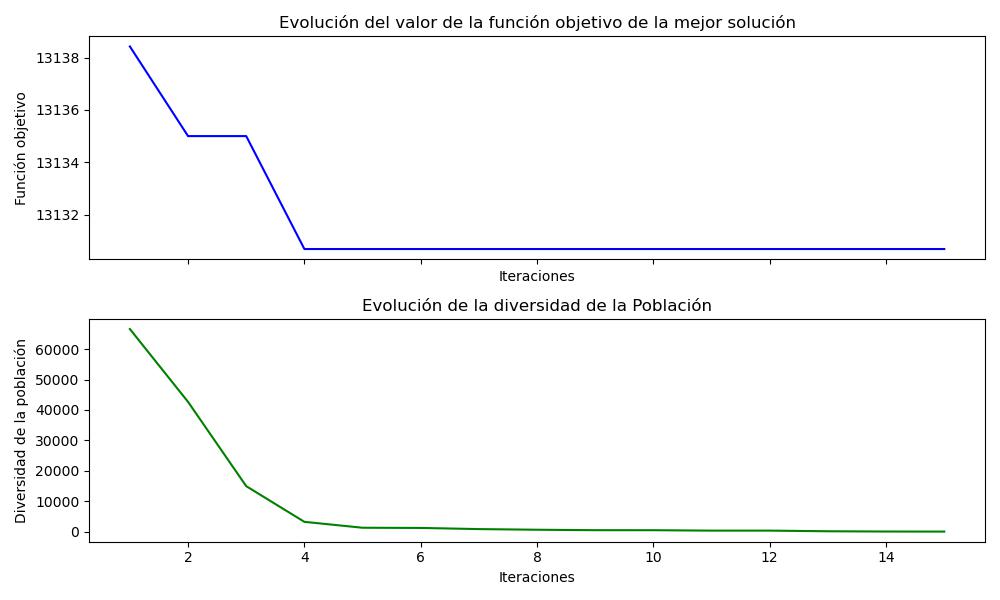 Evolución del valor de la función objetivo de la mejor solución
Función objetivo
13138
13136
13134
13132
Iteraciones
Evolución de la diversidad de la Población
Diversidad de la población
60000
50000
40000
30000
20000
10000
0
2 4 6 8 10 12 14
Iteraciones